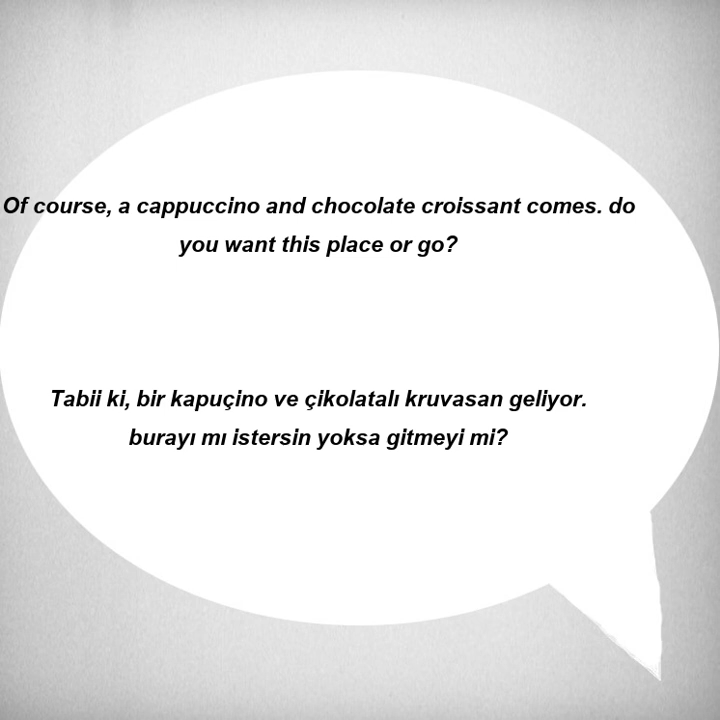 Of course, a cappuccino and chocolate croissant comes. do
you want this place or go?
Tabii ki, bir kapuçino ve çikolatalı kruvasan geliyor.
burayı mı istersin yoksa gitmeyi mi?